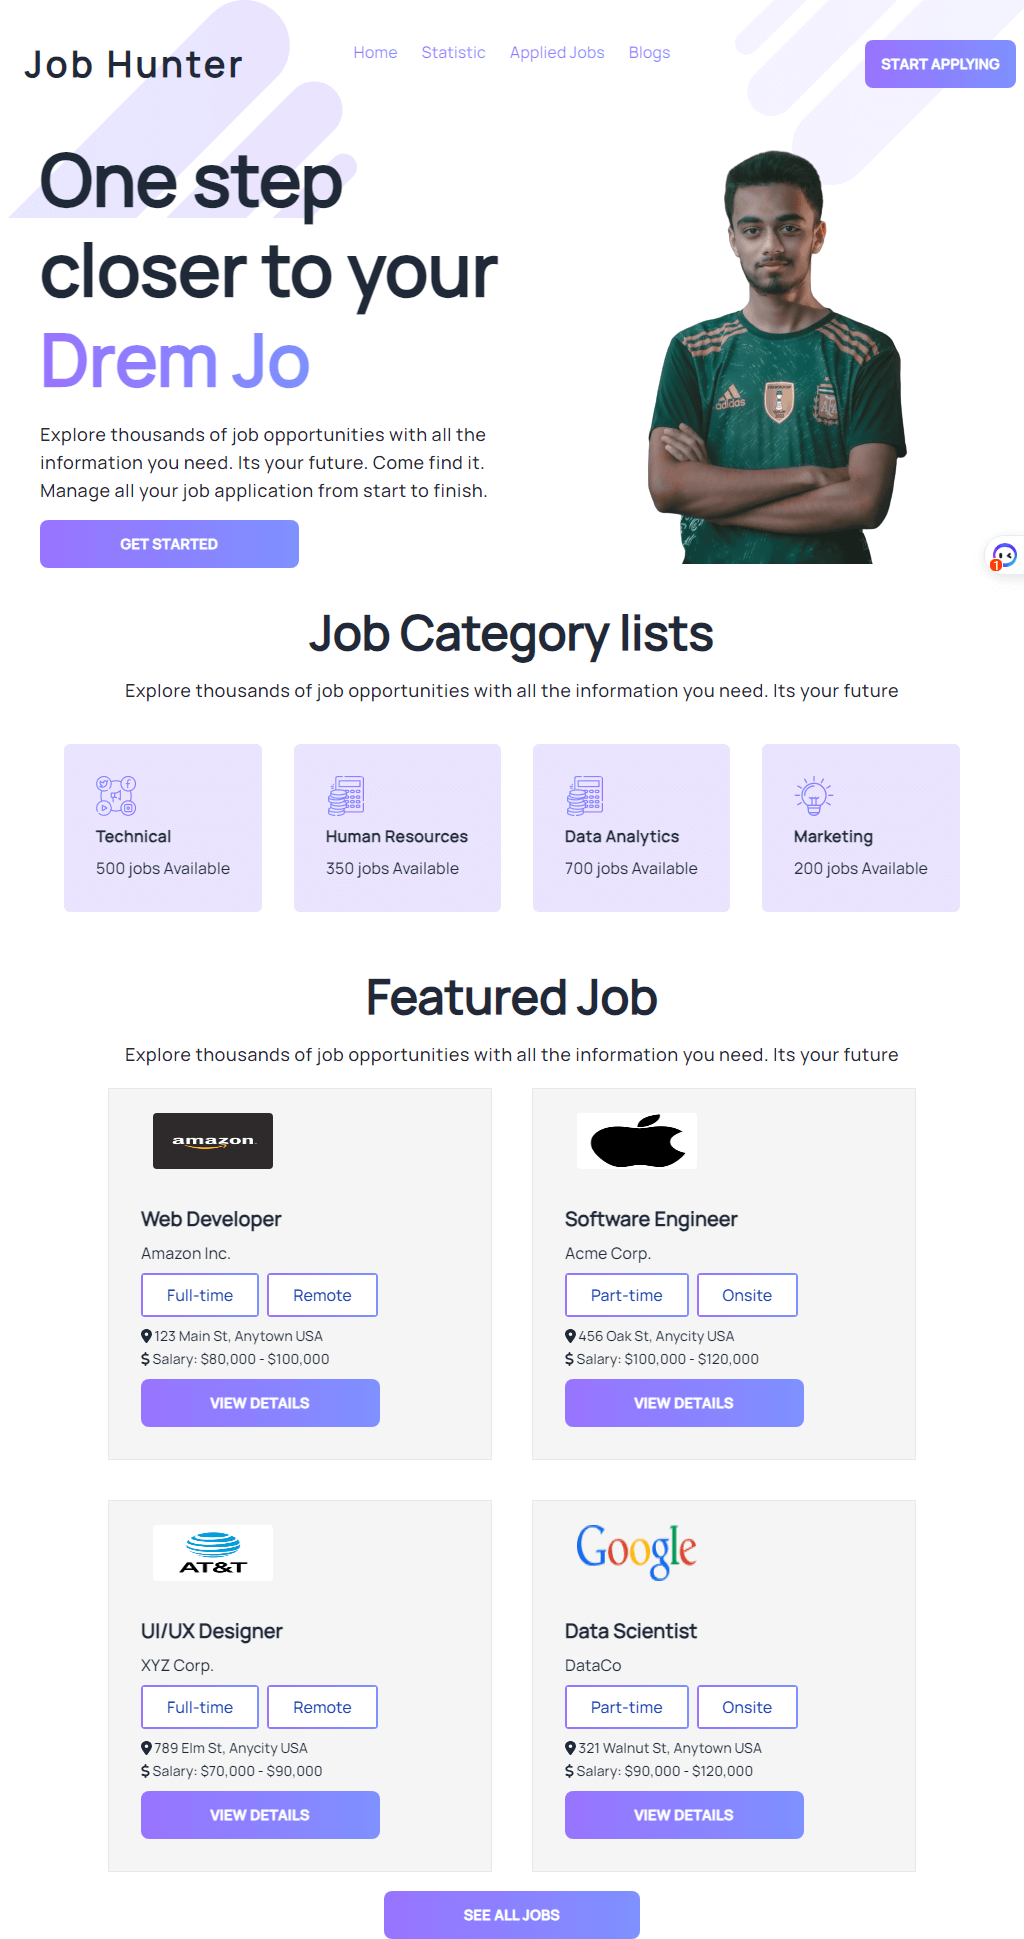 Job Hunter
Home Statistic Applied Jobs Blogs
START APPLYING
One step
closer to your
Drem Jo
Explore thousands of job opportunities with all the
information you need. Its your future. Come find it.
Manage all your job application from start to finish.
GET STARTED
adidas
1
Job Category lists
Explore thousands of job opportunities with all the information you need. Its your future
Technical
500 jobs Available
Human Resources
350 jobs Available
Data Analytics
700 jobs Available
Marketing
200 jobs Available
Featured Job
Explore thousands of job opportunities with all the information you need. Its your future
amazon
Web Developer
Amazon Inc.
Full-time Remote
123 Main St, Anytown USA
$ Salary: $80,000 - $100,000
VIEW DETAILS
Software Engineer
Acme Corp.
Part-time Onsite
456 Oak St, Anycity USA
$ Salary: $100,000 - $120,000
VIEW DETAILS
AT&T
UI/UX Designer
XYZ Corp.
Full-time Remote
789 Elm St, Anycity USA
$ Salary: $70,000 - $90,000
VIEW DETAILS
Google
Data Scientist
DataCo
Part-time Onsite
321 Walnut St, Anytown USA
$ Salary: $90,000 - $120,000
VIEW DETAILS
SEE ALL JOBS